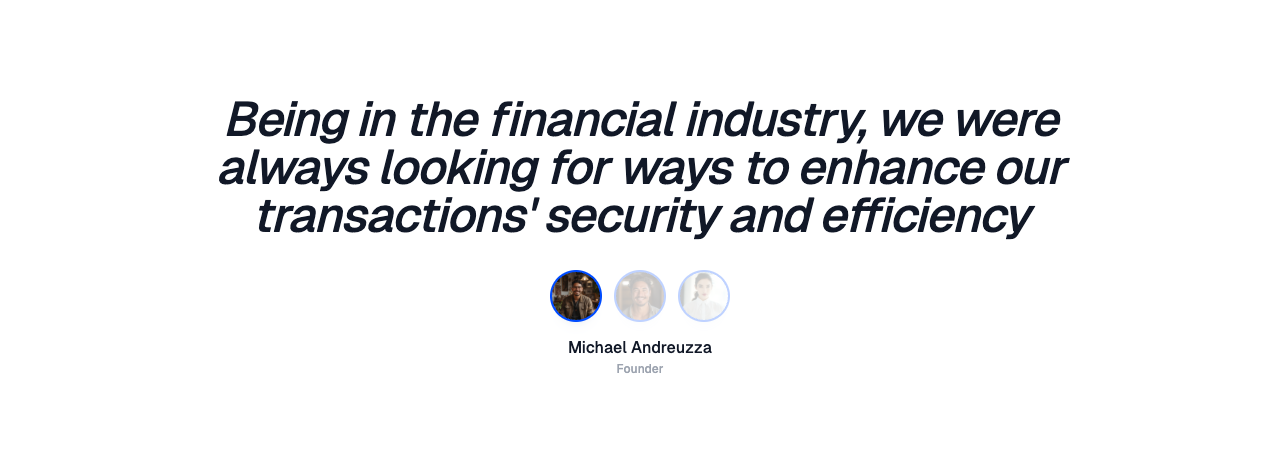 Being in the financial industry, we were
always looking for ways to enhance our
transactions' security and efficiency
Michael Andreuzza
Founder